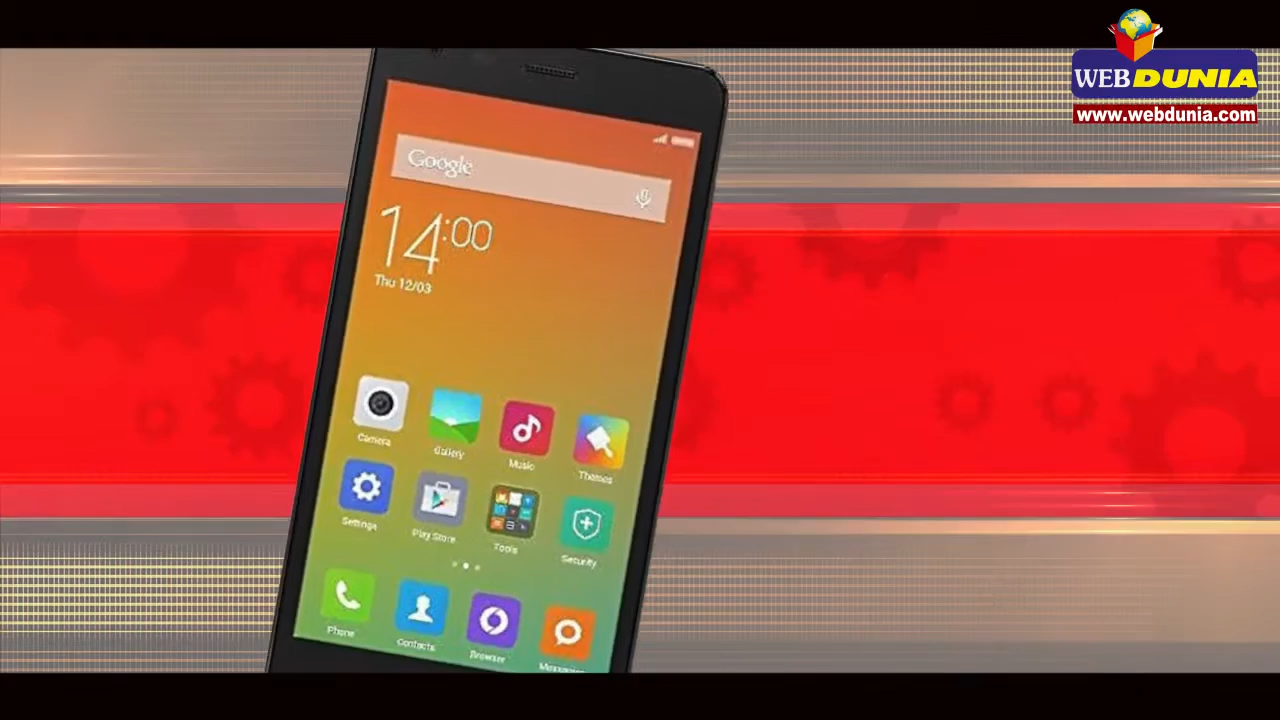 WEBDUNIA
www.webdunia.com
Google
14:00
Thu 12/03
Camera
Gallery
Music
Themes
Settings
Play Store
Tools
Security
Phone
Contacts
Browser